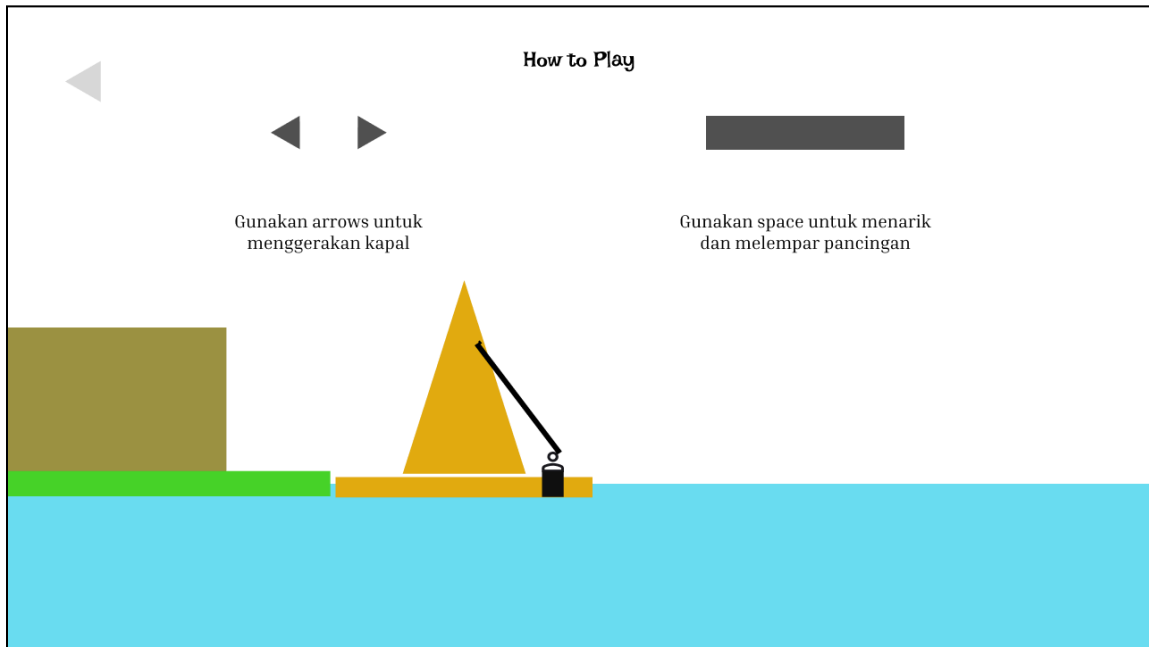 How to Play
Gunakan arrows untuk
menggerakan kapal
Gunakan space untuk menarik
dan melempar pancingan